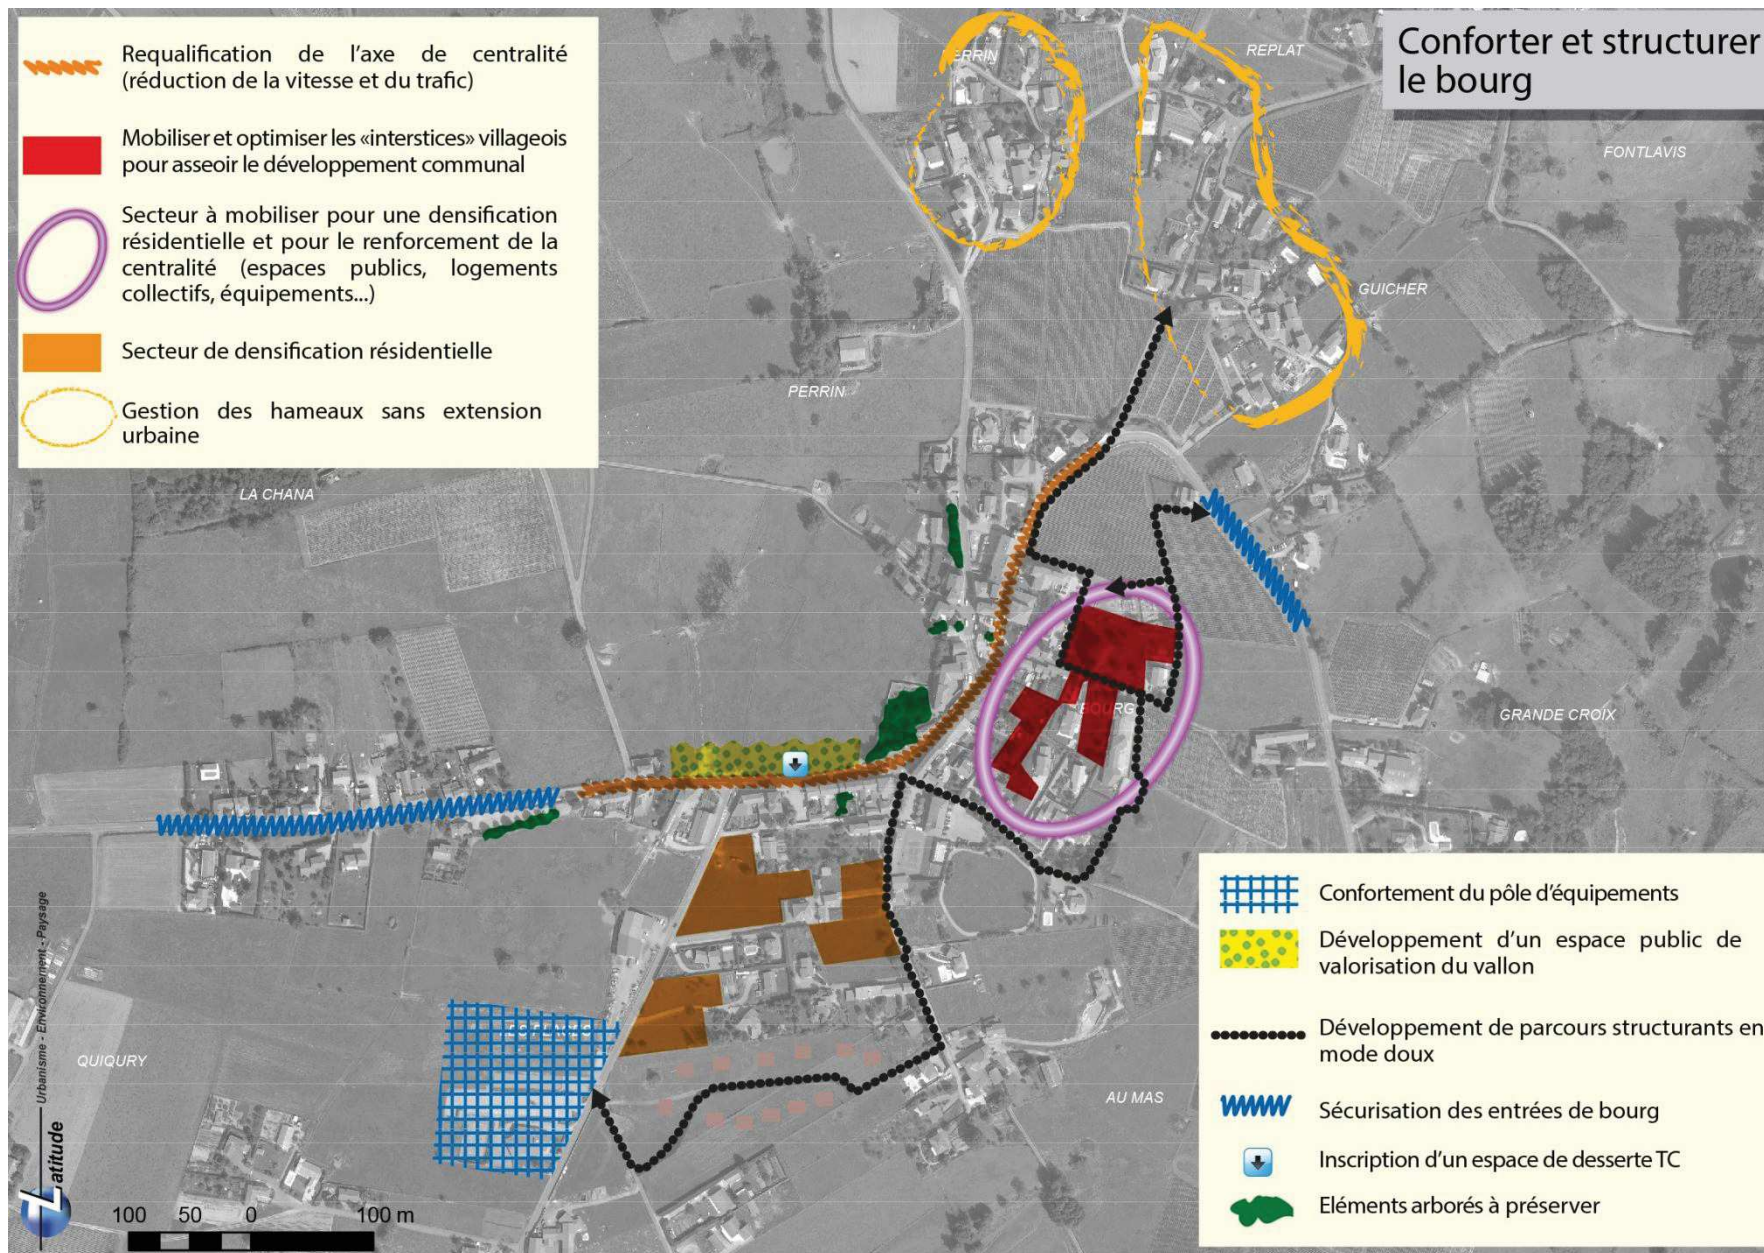 Conforter et structurer
le bourg
Requalification de l'axe de centralité
(réduction de la vitesse et du trafic)
Mobiliser et optimiser les «interstices» villageois
pour asseoir le développement communal
Secteur à mobiliser pour une densification
résidentielle et pour le renforcement de la
centralité (espaces publics, logements
collectifs, équipements...)
Secteur de densification résidentielle
Gestion des hameaux sans extension
urbaine
PERRIN
REPLAT
FONTLAVIS
GUICHER
PERRIN
LA CHANA
BOURG
GRANDE CROIX
QUIQURY
AU MAS
Confortement du pôle d'équipements
Développement d'un espace public de
valorisation du vallon
Développement de parcours structurants en
mode doux
Sécurisation des entrées de bourg
Inscription d'un espace de desserte TC
Eléments arborés à préserver
Urbanisme - Environnement - Paysage
Latitude
100 50 0 100 m